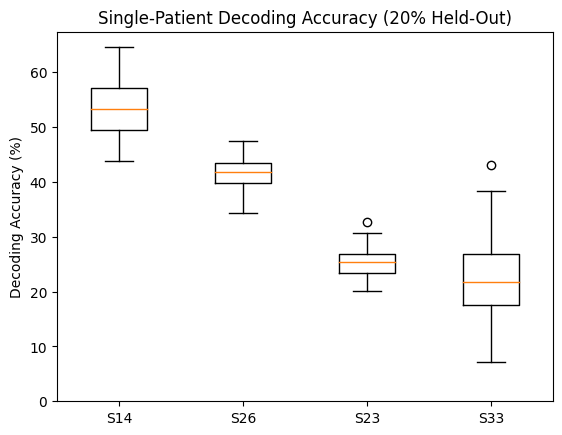 Single-Patient Decoding Accuracy (20% Held-Out)
Decoding Accuracy (%)
60
50
40
30
20
10
0
S14 S26 S23 S33